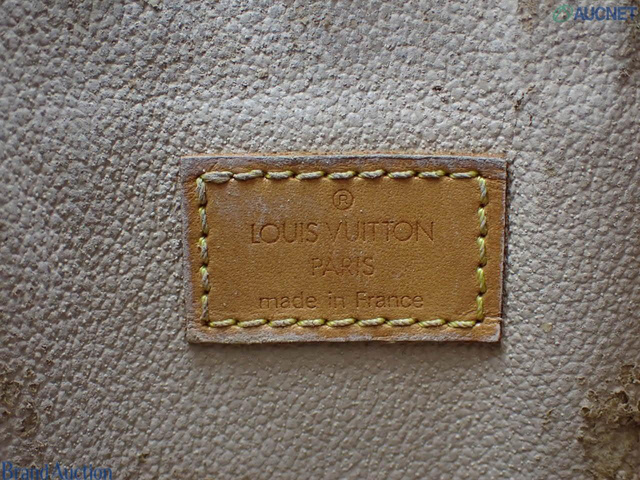 AUCNET
®
LOUIS VUITTON
PARIS
made in France
Brand Auction